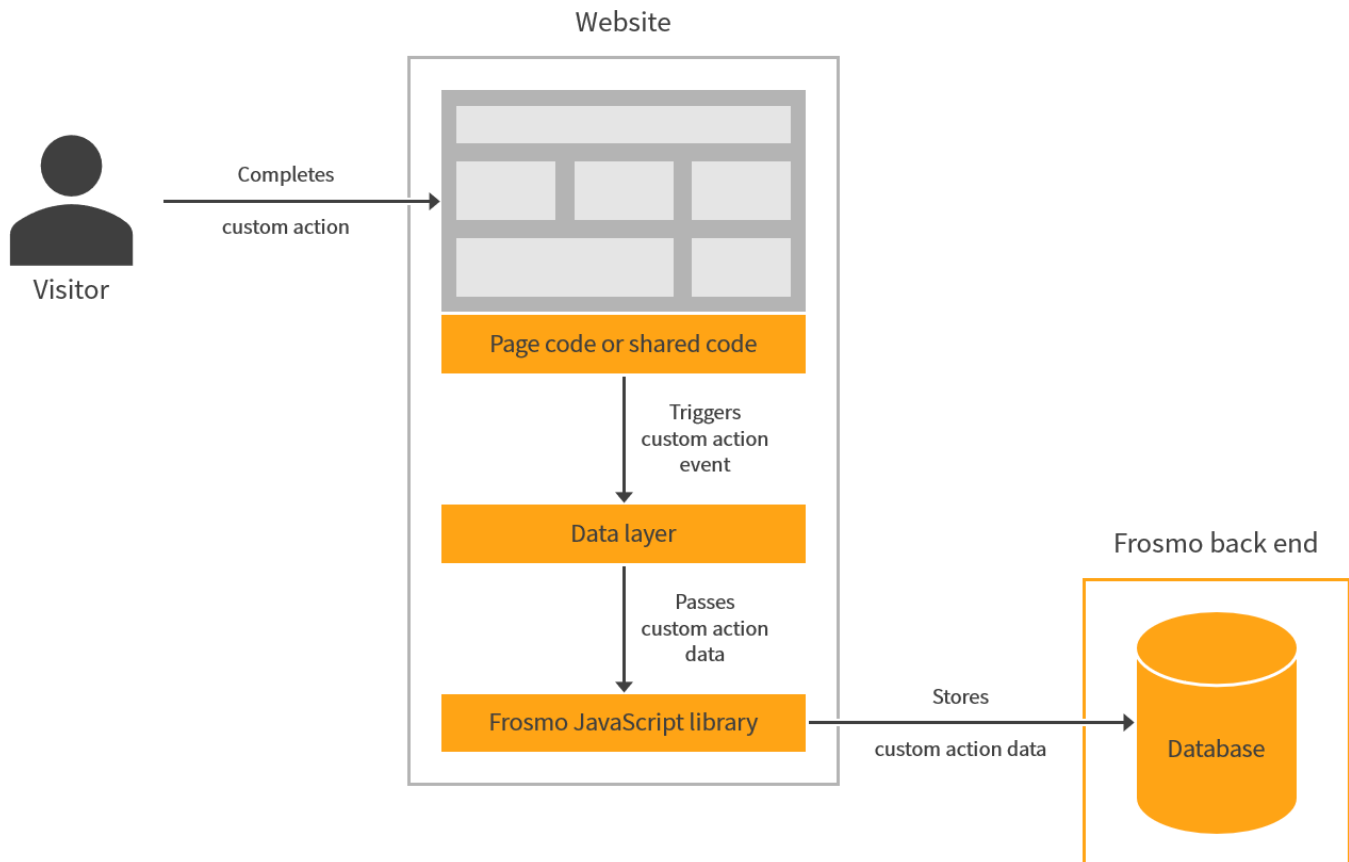 Website
Completes
custom action
Visitor
Page code or shared code
Triggers
custom action
event
Data layer
Passes
custom action
data
Frosmo JavaScript library
Stores
custom action data
Frosmo back end
Database